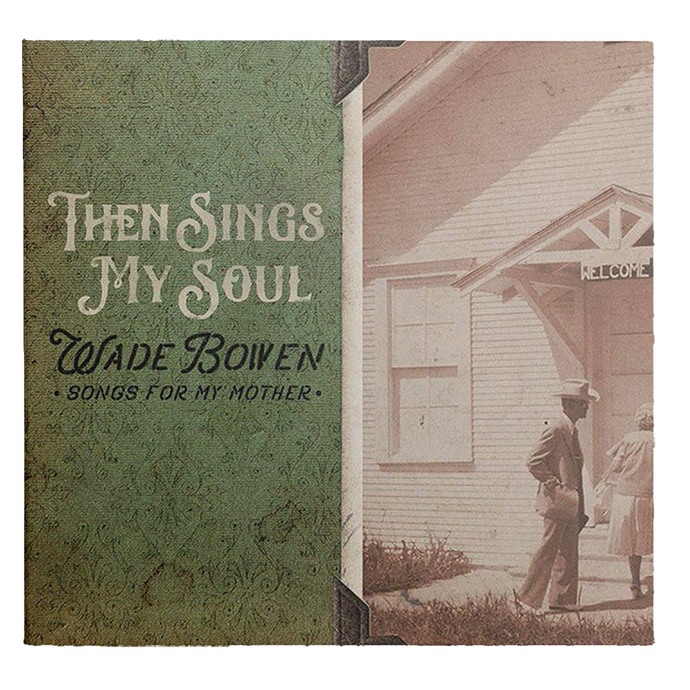 THEN SINGS
MY SOUL
WADE BOWEN
• SONGS FOR MY MOTHER •
WELCOME